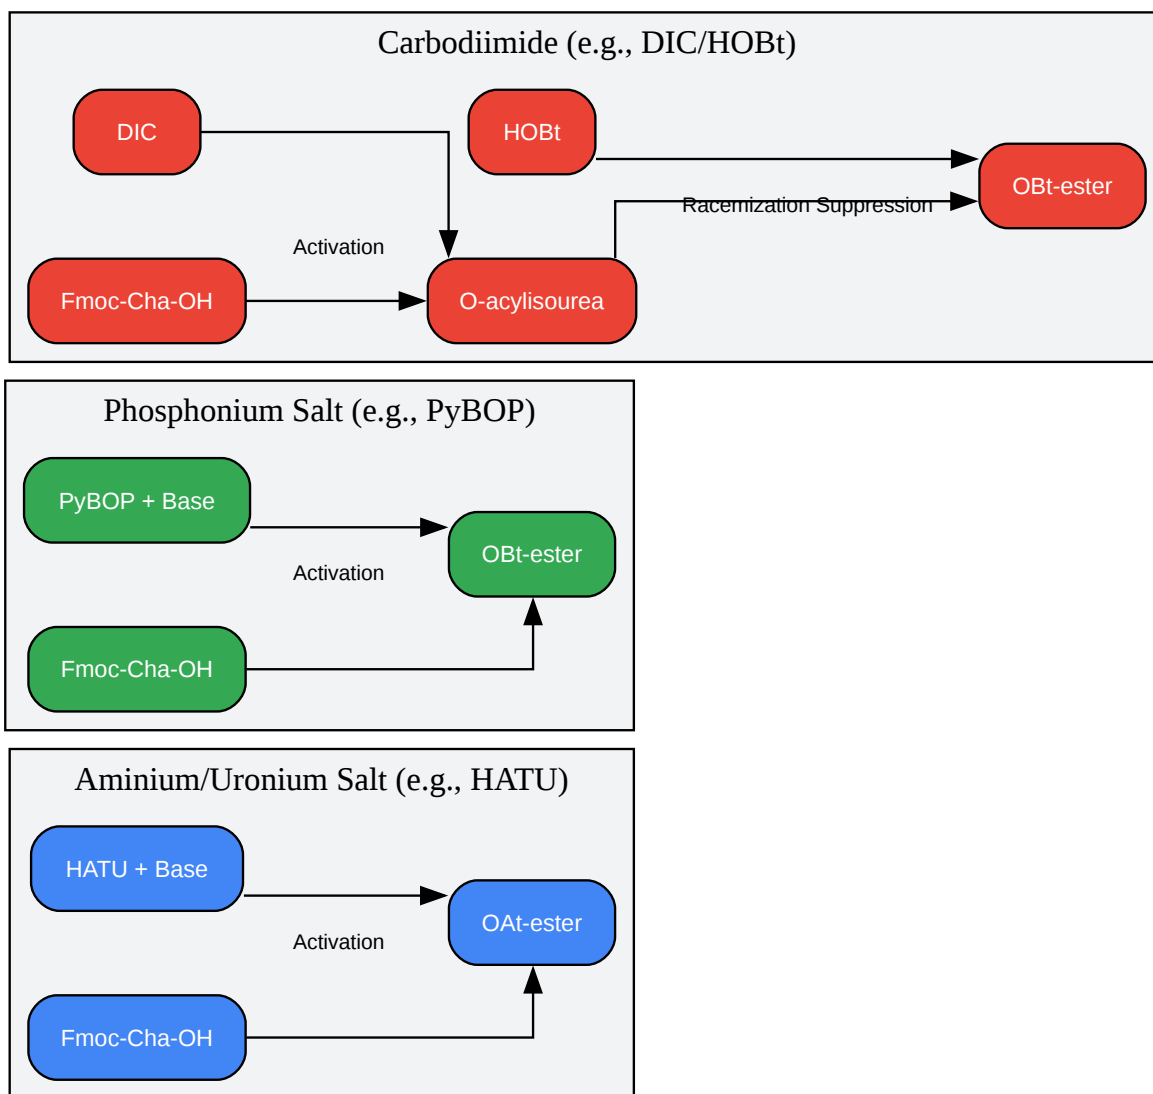 Carbodiimide (e.g., DIC/HOBt)
DIC
HOBt
OBt-ester
Racemization Suppression
Activation
Fmoc-Cha-OH
O-acylisourea
Phosphonium Salt (e.g., PyBOP)
PyBOP + Base
OBt-ester
Activation
Fmoc-Cha-OH
Aminium/Uronium Salt (e.g., HATU)
HATU + Base
OAt-ester
Activation
Fmoc-Cha-OH